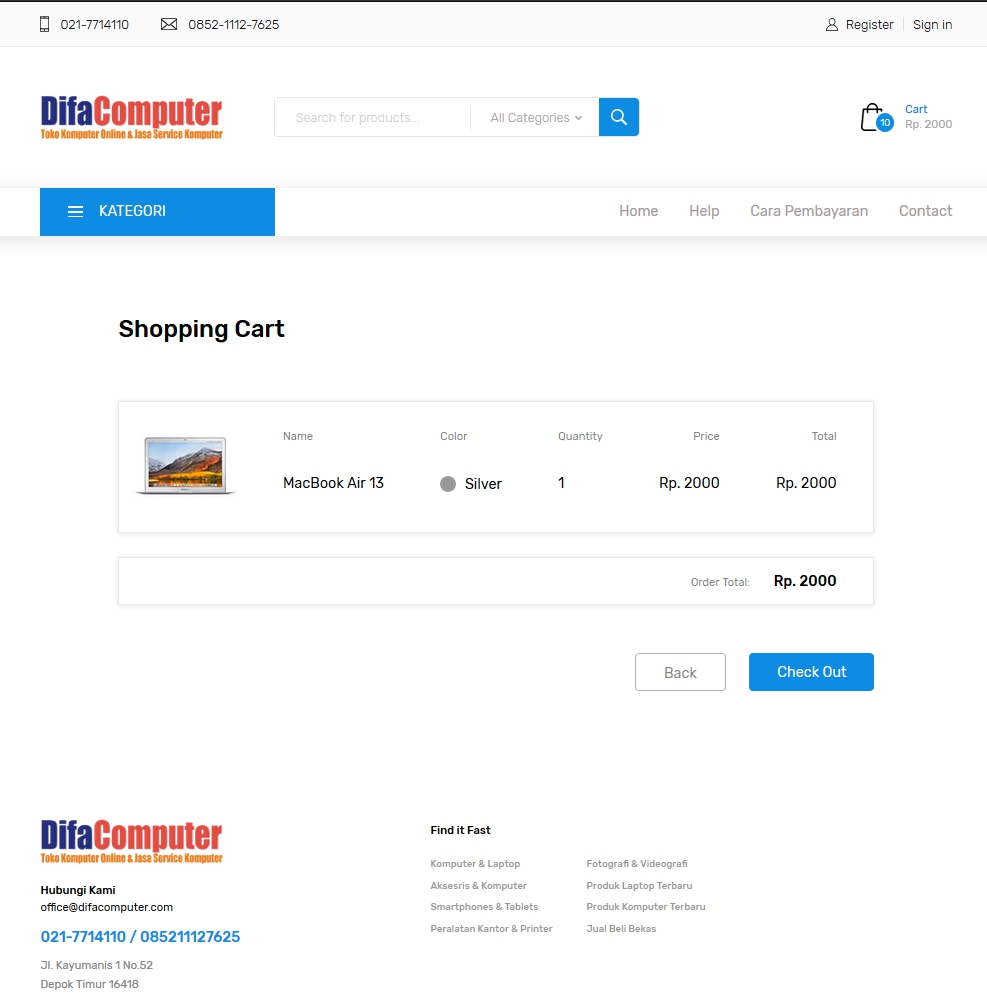 021-7714110 0852-1112-7625 Register Sign in
DifaComputer
Toko Komputer Online & Jasa Service Komputer
Search for products... All Categories
Cart
10 Rp. 2000
KATEGORI Home Help Cara Pembayaran Contact
Shopping Cart
Name Color Quantity Price Total
MacBook Air 13 Silver 1 Rp. 2000 Rp. 2000
Order Total: Rp. 2000
Back Check Out
DifaComputer
Toko Komputer Online & Jasa Service Komputer
Hubungi Kami
office@difacomputer.com
021-7714110 / 085211127625
Jl. Kayumanis 1 No.52
Depok Timur 16418
Find it Fast
Komputer & Laptop
Aksesris & Komputer
Smartphones & Tablets
Peralatan Kantor & Printer
Fotografi & Videografi
Produk Laptop Terbaru
Produk Komputer Terbaru
Jual Beli Bekas